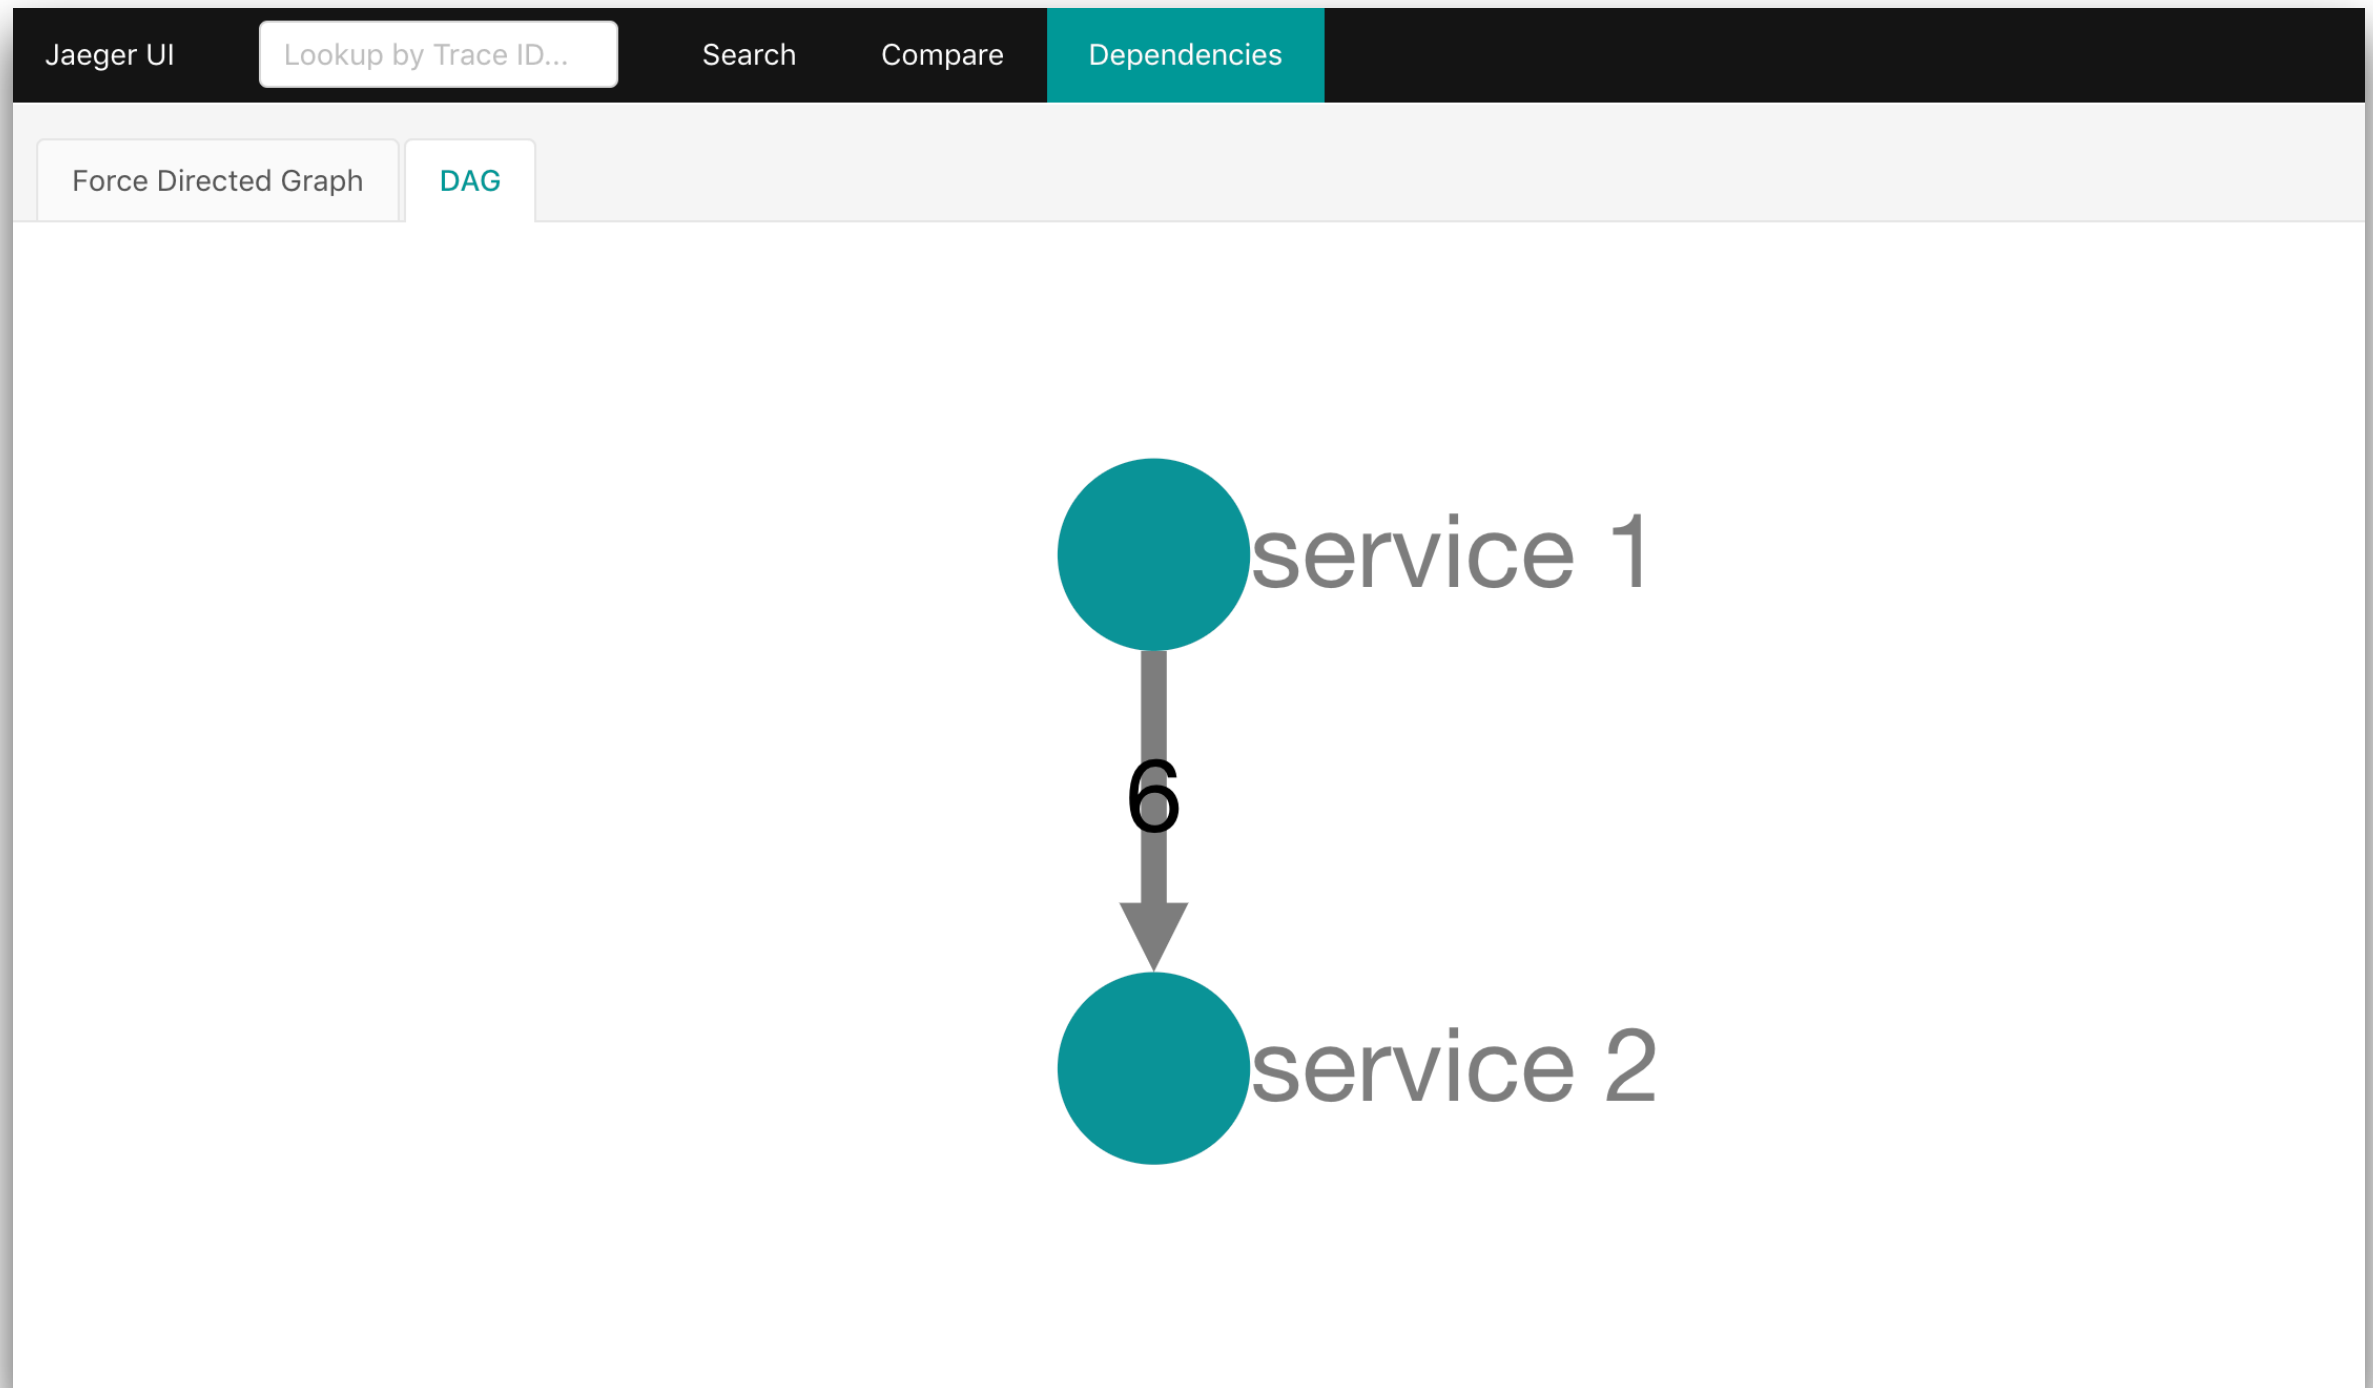 Jaeger UI Lookup by Trace ID... Search Compare Dependencies
Force Directed Graph DAG
service 1
6
service 2